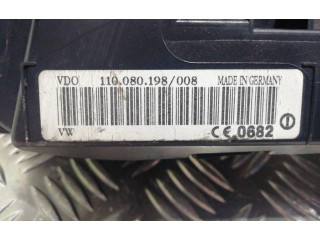 VDO 110.080.198/008 MADE IN GERMANY
VW CE 0682